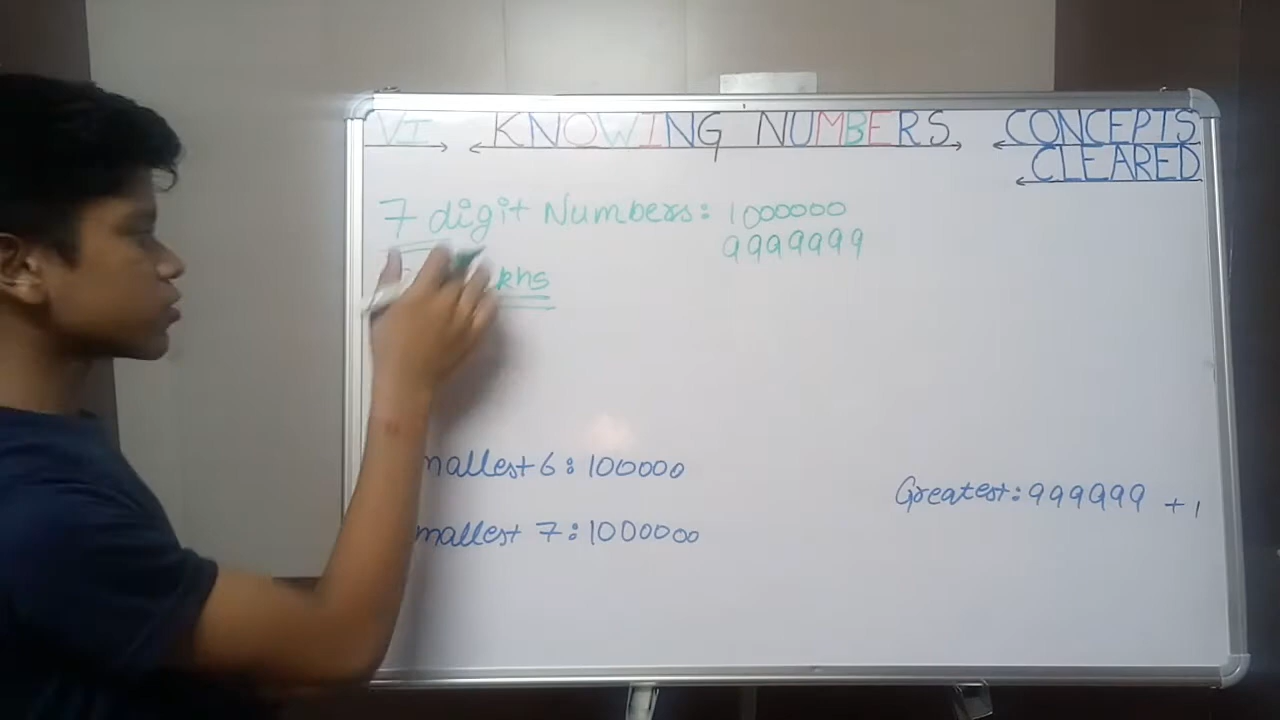 VI KNOWING NUMBERS CONCEPTS
CLEARED
7 digit Numbers: 1000000
9999999
khs
mallest 6: 100000
Greatest: 999999 + 1
mallest 7: 1000000